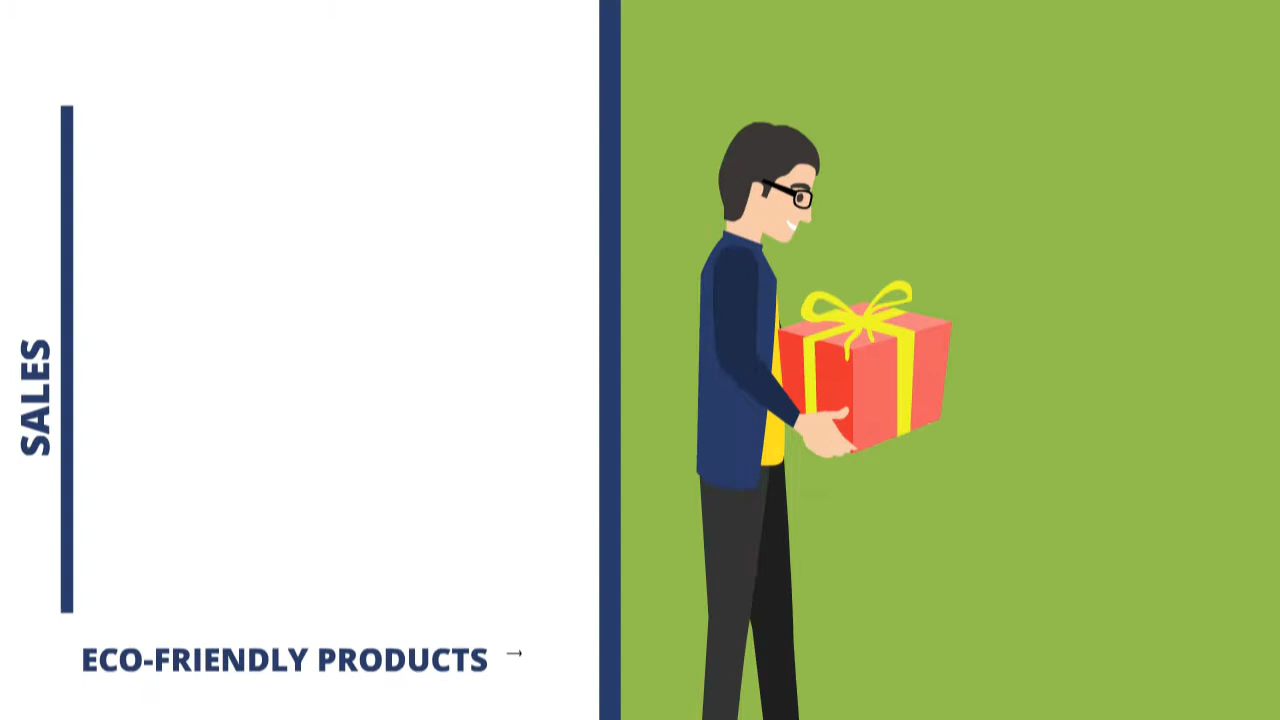 SALES
ECO-FRIENDLY PRODUCTS →